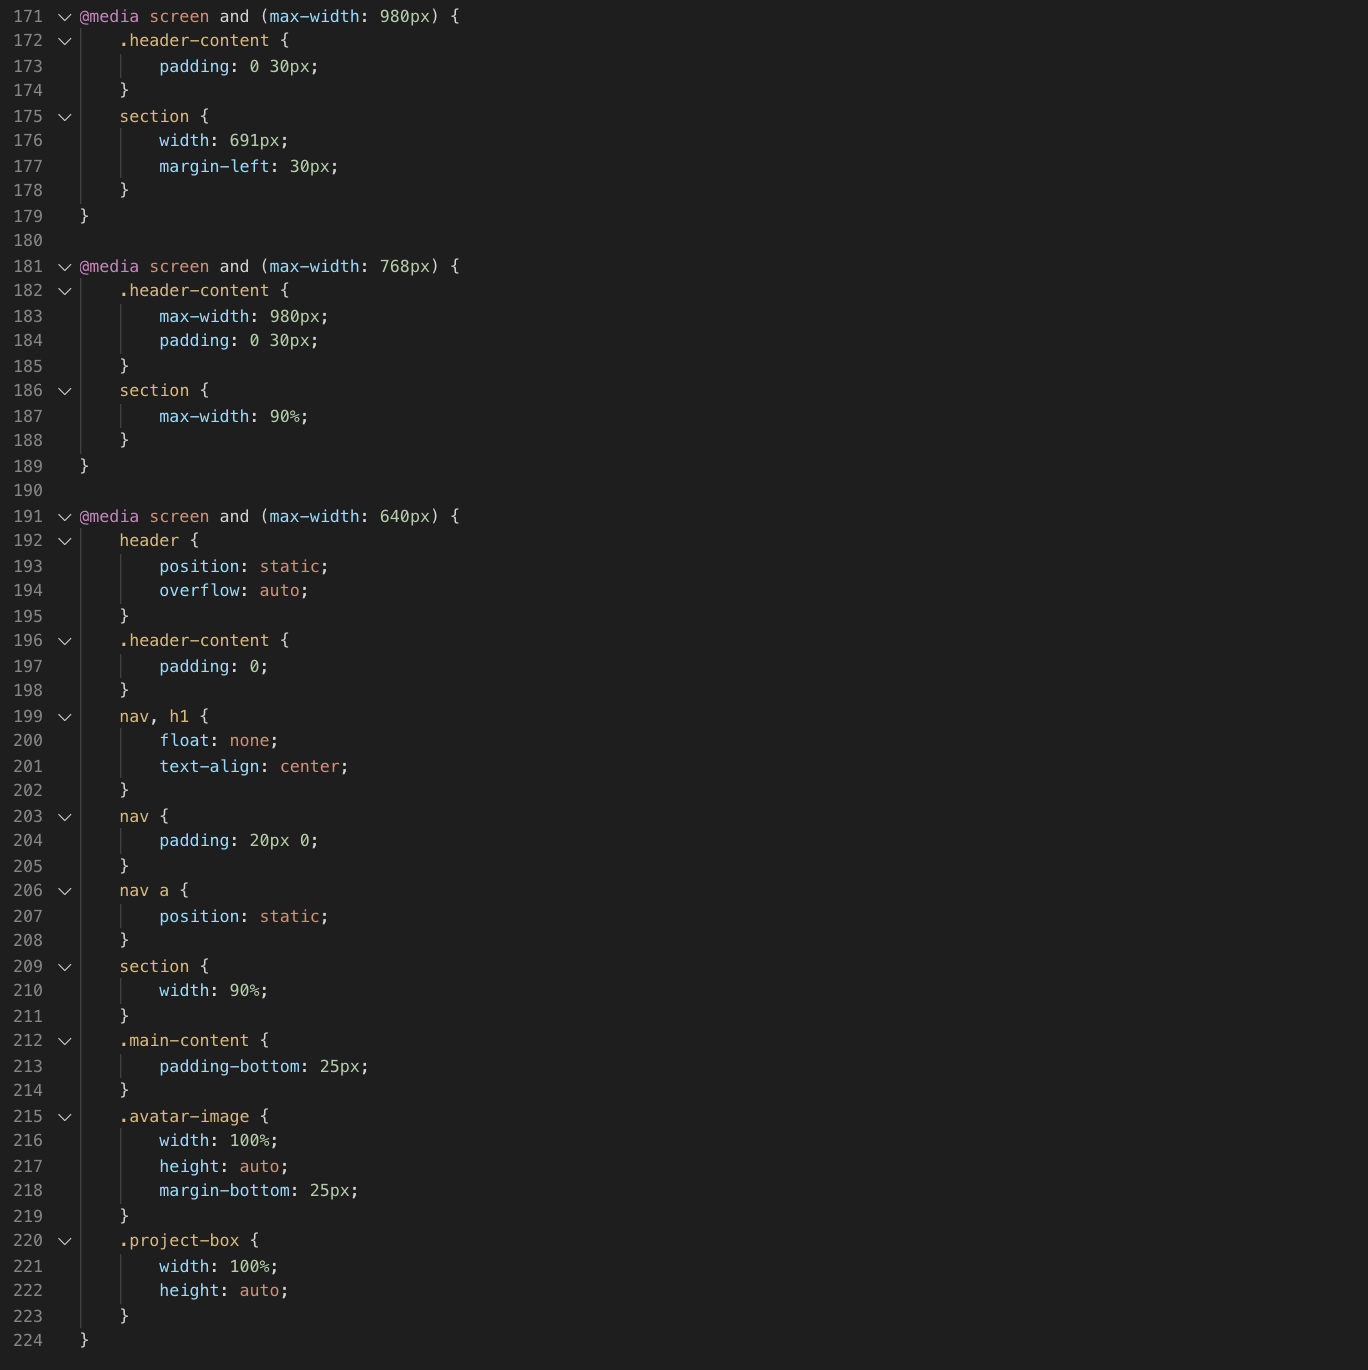 171 @media screen and (max-width: 980px) {
172     .header-content {
173         padding: 0 30px;
174     }
175     section {
176         width: 691px;
177         margin-left: 30px;
178     }
179 }
180
181 @media screen and (max-width: 768px) {
182     .header-content {
183         max-width: 980px;
184         padding: 0 30px;
185     }
186     section {
187         max-width: 90%;
188     }
189 }
190
191 @media screen and (max-width: 640px) {
192     header {
193         position: static;
194         overflow: auto;
195     }
196     .header-content {
197         padding: 0;
198     }
199     nav, h1 {
200         float: none;
201         text-align: center;
202     }
203     nav {
204         padding: 20px 0;
205     }
206     nav a {
207         position: static;
208     }
209     section {
210         width: 90%;
211     }
212     .main-content {
213         padding-bottom: 25px;
214     }
215     .avatar-image {
216         width: 100%;
217         height: auto;
218         margin-bottom: 25px;
219     }
220     .project-box {
221         width: 100%;
222         height: auto;
223     }
224 }